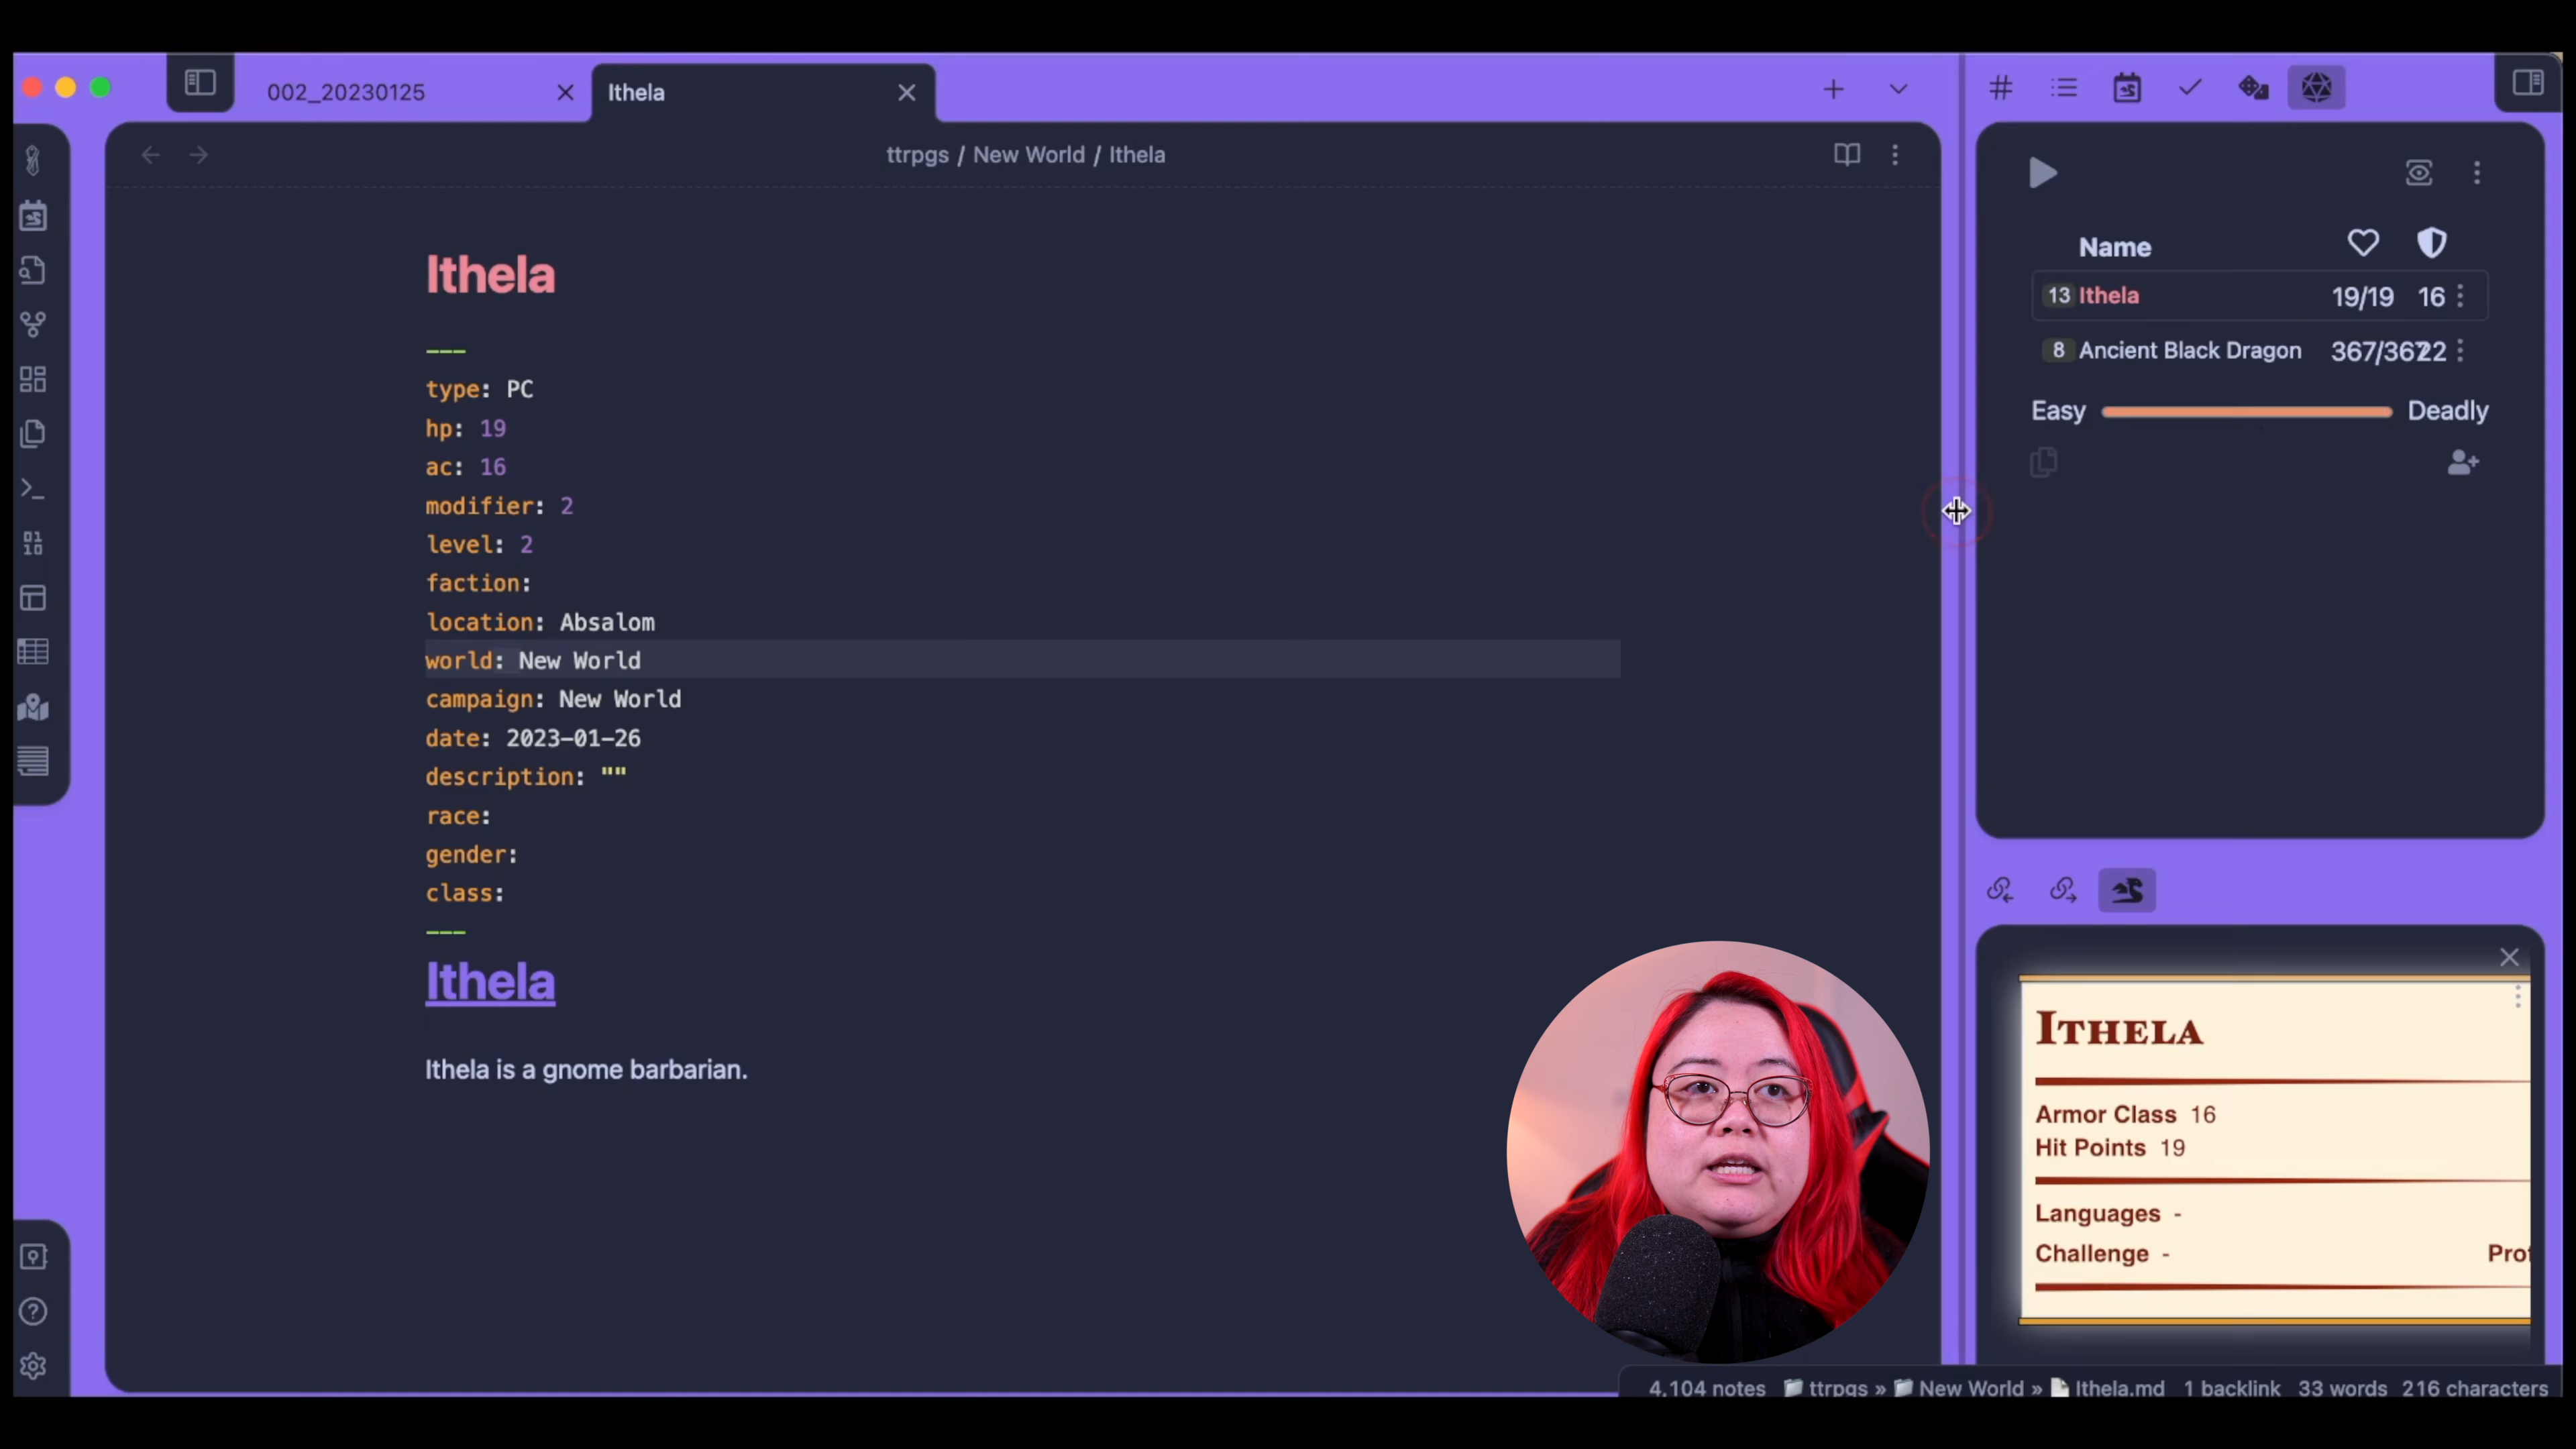 002_20230125
Ithela
ttrpgs / New World / Ithela
Ithela
---
type: PC
hp: 19
ac: 16
modifier: 2
level: 2
faction:
location: Absalom
world: New World
campaign: New World
date: 2023-01-26
description: ""
race:
gender:
class:
---
Ithela
Ithela is a gnome barbarian.
Name
13 Ithela 19/19 16
8 Ancient Black Dragon 367/367 22
Easy Deadly
Ithela
Armor Class 16
Hit Points 19
Languages -
Challenge -
4,104 notes ttrpgs » New World » Ithela.md 1 backlink 33 words 216 characters